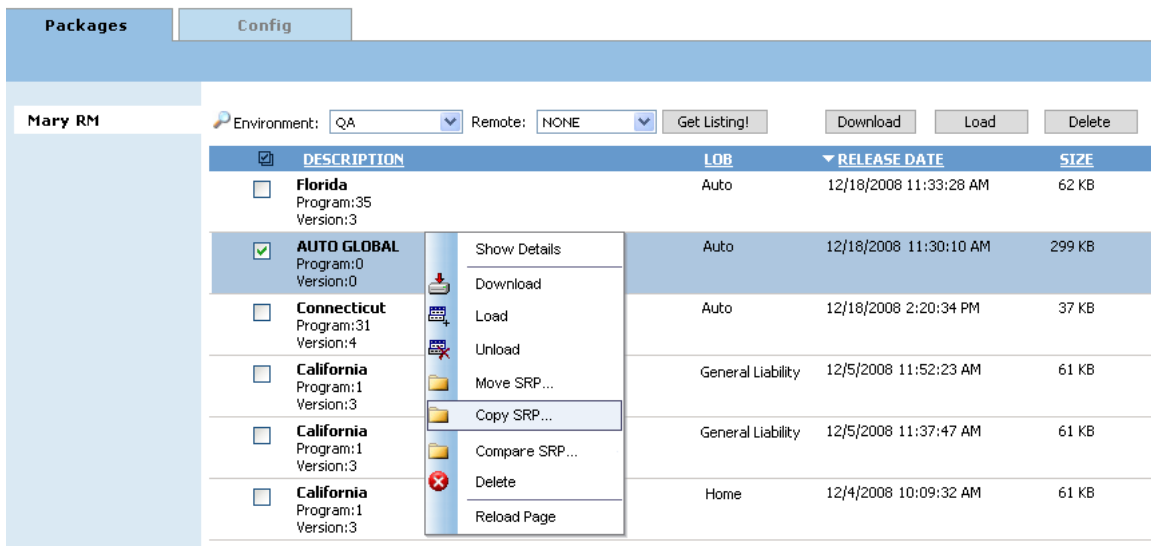 Packages Config
Mary RM
Environment: QA Remote: NONE Get Listing! Download Load Delete
DESCRIPTION LOB RELEASE DATE SIZE
Florida Auto 12/18/2008 11:33:28 AM 62 KB
Program:35
Version:3
AUTO GLOBAL Auto 12/18/2008 11:30:10 AM 299 KB
Program:0
Version:0
Connecticut Auto 12/18/2008 2:20:34 PM 37 KB
Program:31
Version:4
California General Liability 12/5/2008 11:52:23 AM 61 KB
Program:1
Version:3
California General Liability 12/5/2008 11:37:47 AM 61 KB
Program:1
Version:3
California Home 12/4/2008 10:09:32 AM 61 KB
Program:1
Version:3
Show Details
Download
Load
Unload
Move SRP...
Copy SRP...
Compare SRP...
Delete
Reload Page